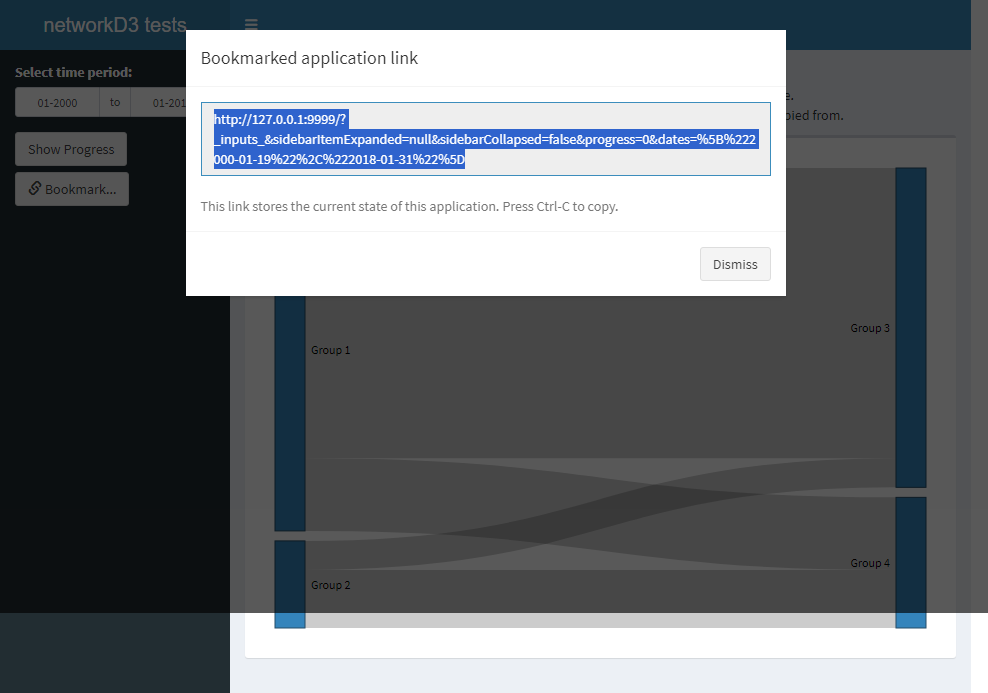 networkD3 tests
Bookmarked application link
Select time period:
01-2000 to 01-201
e.
pied from.
http://127.0.0.1:9999/?
_inputs_&sidebarItemExpanded=null&sidebarCollapsed=false&progress=0&dates=%5B%222
000-01-19%22%2C%222018-01-31%22%5D
Show Progress
Bookmark...
This link stores the current state of this application. Press Ctrl-C to copy.
Dismiss
Group 3
Group 1
Group 4
Group 2